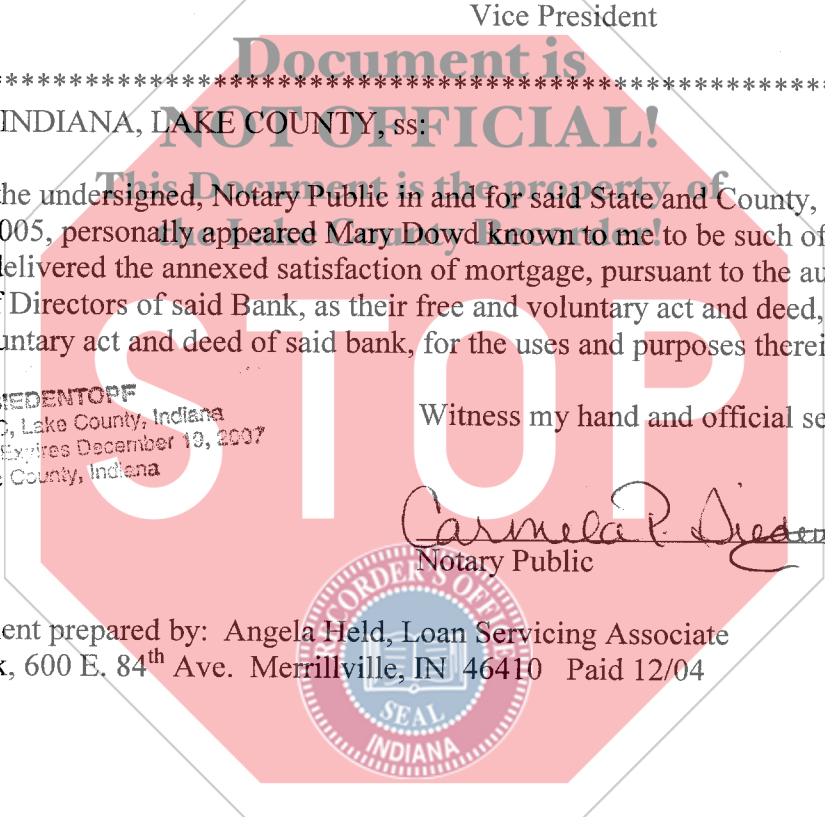 Vice President
Document is
************************************************************
INDIANA, LAKE COUNTY, ss:
NOT OFFICIAL!
This Document is the property of
the undersigned, Notary Public in and for said State and County,
the Lake County Recorder!
005, personally appeared Mary Dowd known to me to be such of
delivered the annexed satisfaction of mortgage, pursuant to the au
f Directors of said Bank, as their free and voluntary act and deed,
untary act and deed of said bank, for the uses and purposes therei
STOP
IEDENTOPF
C, Lake County, Indiana
Expires December 19, 2007
County, Indiana
Witness my hand and official se
Carmela P. Sieden
Notary Public
RECORDER'S OFFICE
SEAL
INDIANA
ent prepared by: Angela Held, Loan Servicing Associate
k, 600 E. 84th Ave. Merrillville, IN 46410 Paid 12/04